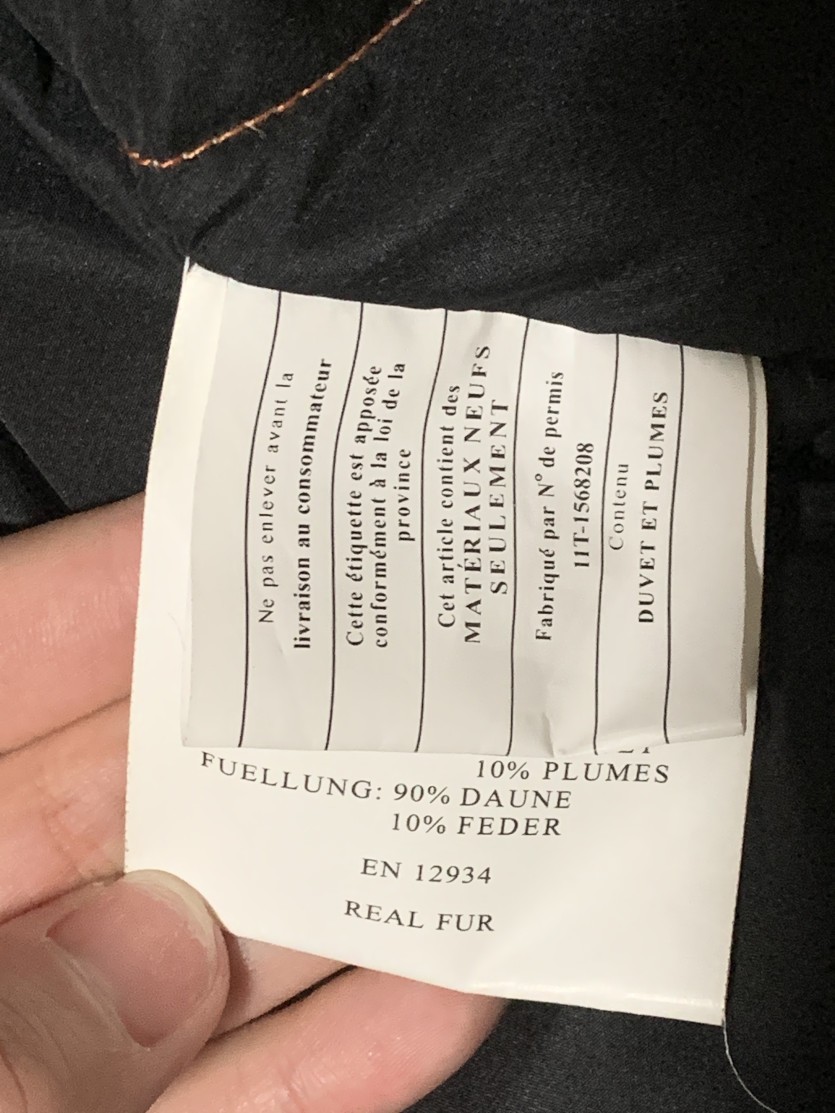 Ne pas enlever avant la
livraison au consommateur
Cette étiquette est apposée
conformément à la loi de la
province
Cet article contient des
MATÉRIAUX NEUFS
SEULEMENT
Fabriqué par N° de permis
11T-1568208
Contenu
DUVET ET PLUMES
10% PLUMES
FUELLUNG: 90% DAUNE
10% FEDER
EN 12934
REAL FUR